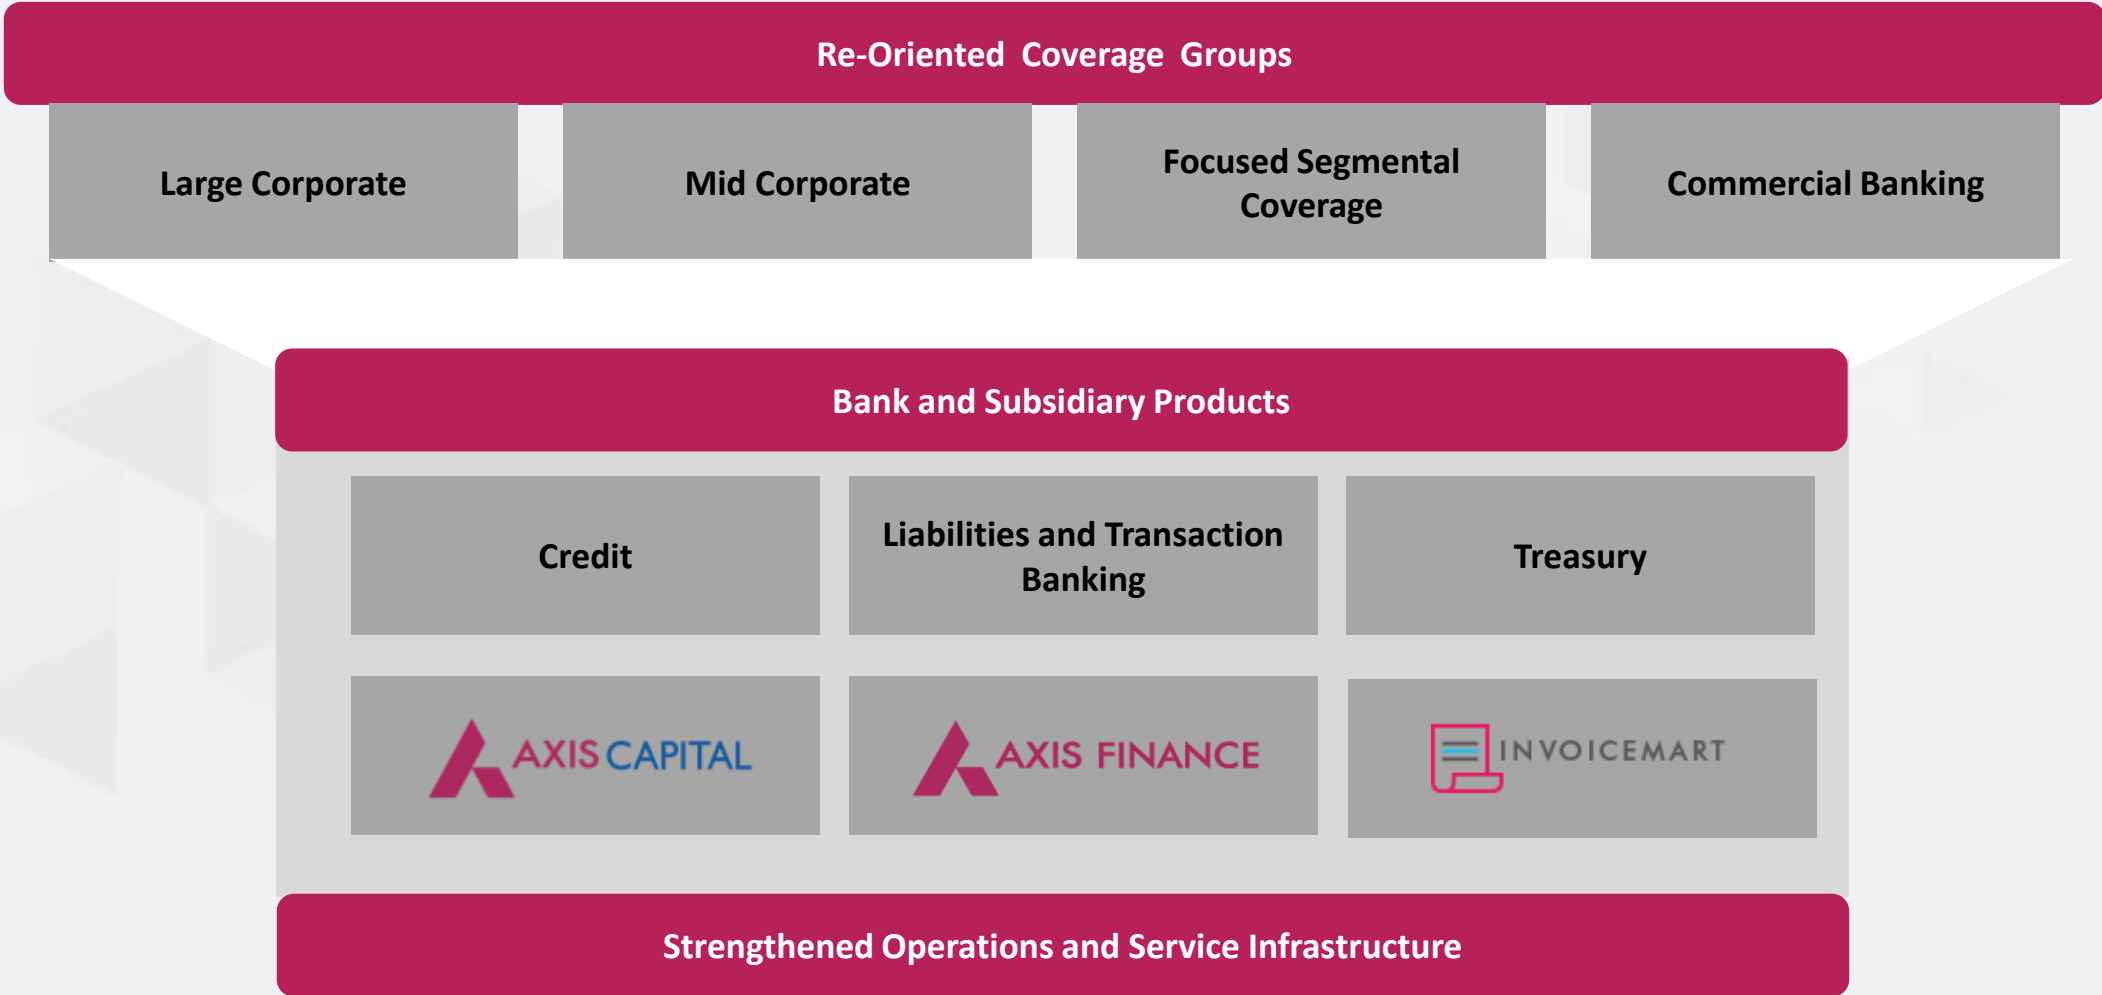 Re-Oriented Coverage Groups
Large Corporate
Mid Corporate
Focused Segmental
Coverage
Commercial Banking
Bank and Subsidiary Products
Credit
Liabilities and Transaction
Banking
Treasury
AXIS CAPITAL
AXIS FINANCE
INVOICEMART
Strengthened Operations and Service Infrastructure